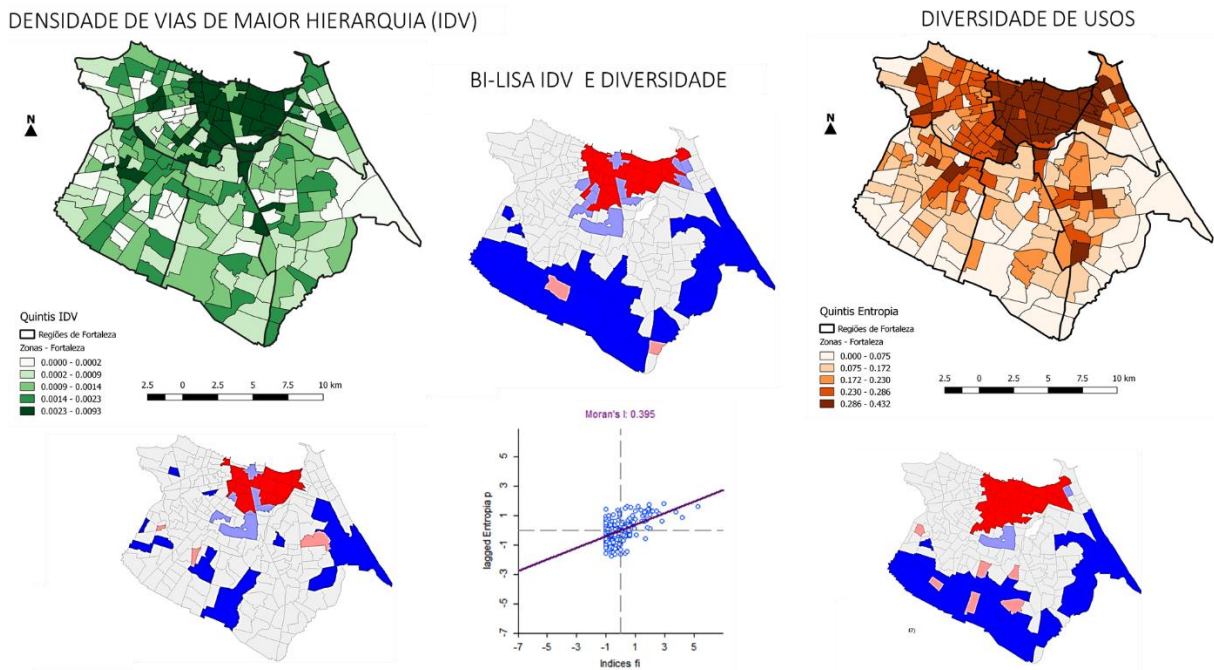 DENSIDADE DE VIAS DE MAIOR HIERARQUIA (IDV)
N
Quintis IDV
Regiões de Fortaleza
Zonas - Fortaleza
0.0000 - 0.0002
0.0002 - 0.0009
0.0009 - 0.0014
0.0014 - 0.0023
0.0023 - 0.0093
2.5 0 2.5 5.0 7.5 10 km
BI-LISA IDV E DIVERSIDADE
DIVERSIDADE DE USOS
N
Quintis Entropia
Regiões de Fortaleza
Zonas - Fortaleza
0.000 - 0.075
0.075 - 0.172
0.172 - 0.230
0.230 - 0.286
0.286 - 0.432
2.5 0 2.5 5.0 7.5 10 km
Moran's I: 0.395
lagged Entropia p
5
3
1
-1
-3
-5
-7
-7 -5 -3 -1 1 3 5
Indices fi